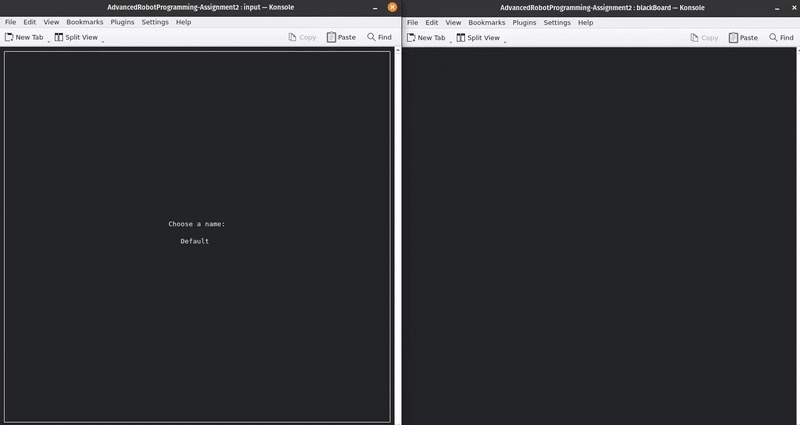 AdvancedRobotProgramming-Assignment2 : input — Konsole
File Edit View Bookmarks Plugins Settings Help
New Tab Split View Copy Paste Find
Choose a name:
Default
AdvancedRobotProgramming-Assignment2 : blackBoard — Konsole
File Edit View Bookmarks Plugins Settings Help
New Tab Split View Copy Paste Find